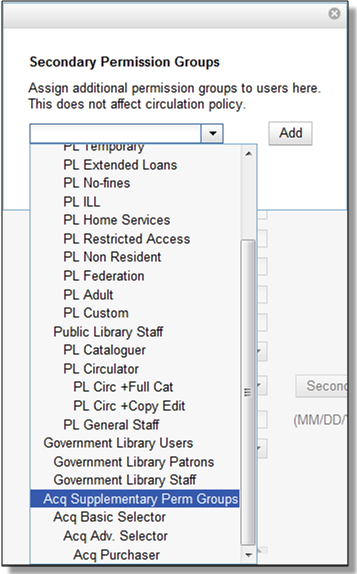 Secondary Permission Groups
Assign additional permission groups to users here.
This does not affect circulation policy.
Add
PL Temporary
PL Extended Loans
PL No-fines
PL ILL
PL Home Services
PL Restricted Access
PL Non Resident
PL Federation
PL Adult
PL Custom
Public Library Staff
PL Cataloguer
PL Circulator
PL Circ +Full Cat
PL Circ +Copy Edit
PL General Staff
Government Library Users
Government Library Patrons
Government Library Staff
Acq Supplementary Perm Groups
Acq Basic Selector
Acq Adv. Selector
Acq Purchaser
Second
(MM/DD/